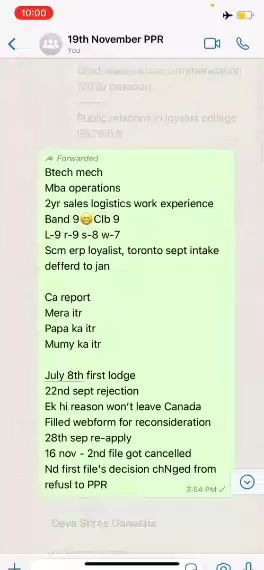 10:00
19th November PPR
You
Public relations in loyalist college
Forwarded
Btech mech
Mba operations
2yr sales logistics work experience
Band 9😁Clb 9
L-9 r-9 s-8 w-7
Scm erp loyalist, toronto sept intake
defferd to jan
Ca report
Mera itr
Papa ka itr
Mumy ka itr
July 8th first lodge
22nd sept rejection
Ek hi reason won't leave Canada
Filled webform for reconsideration
28th sep re-apply
16 nov - 2nd file got cancelled
Nd first file's decision chNged from
refusl to PPR
3:54 PM
Deva Shree Ganesha